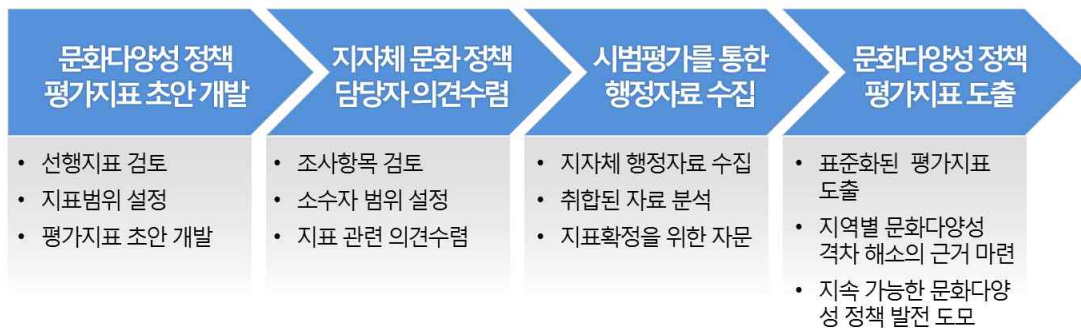 문화다양성 정책
평가지표 초안 개발
• 선행지표 검토
• 지표범위 설정
• 평가지표 초안 개발
지자체 문화 정책
담당자 의견수렴
• 조사항목 검토
• 소수자 범위 설정
• 지표 관련 의견수렴
시범평가를 통한
행정자료 수집
• 지자체 행정자료 수집
• 취합된 자료 분석
• 지표확정을 위한 자문
문화다양성 정책
평가지표 도출
• 표준화된 평가지표
도출
• 지역별 문화다양성
격차 해소의 근거 마련
• 지속 가능한 문화다양
성 정책 발전 도모